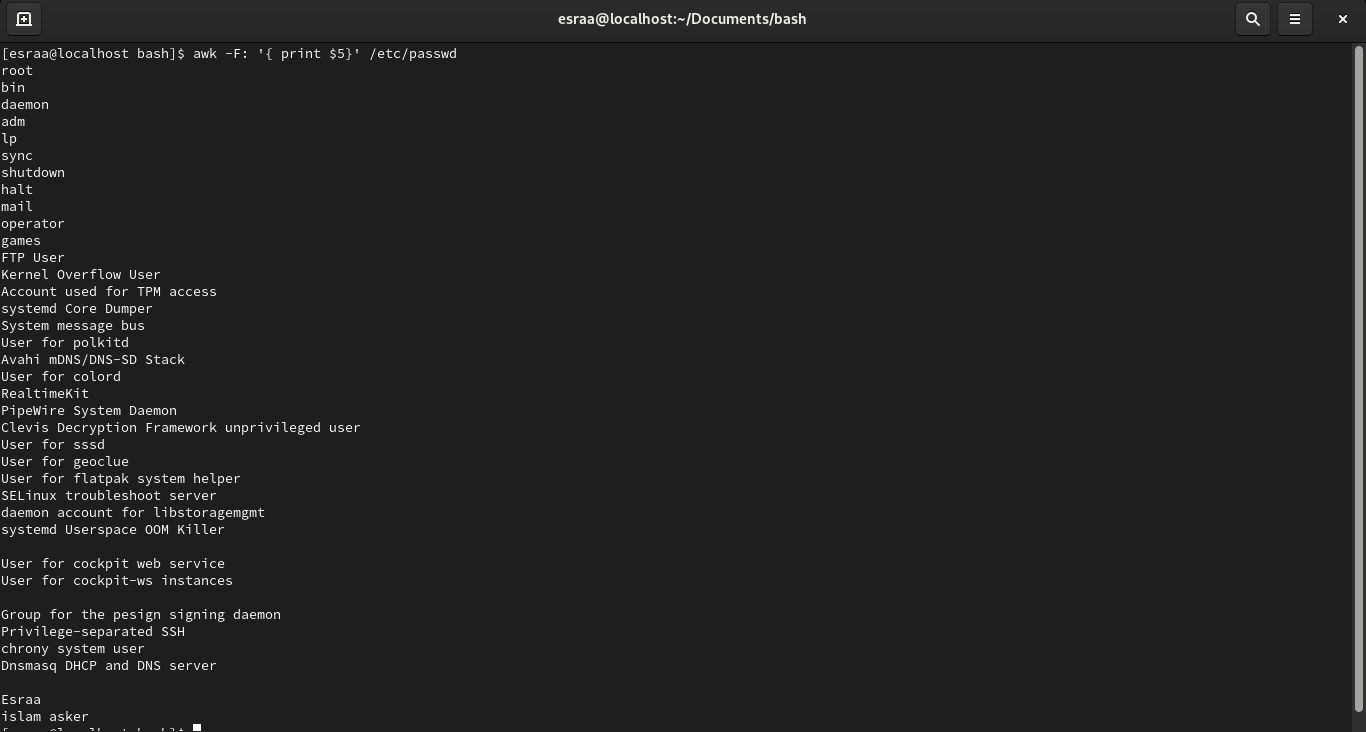 esraa@localhost:~/Documents/bash
[esraa@localhost bash]$ awk -F: '{ print $5}' /etc/passwd
root
bin
daemon
adm
lp
sync
shutdown
halt
mail
operator
games
FTP User
Kernel Overflow User
Account used for TPM access
systemd Core Dumper
System message bus
User for polkitd
Avahi mDNS/DNS-SD Stack
User for colord
RealtimeKit
PipeWire System Daemon
Clevis Decryption Framework unprivileged user
User for sssd
User for geoclue
User for flatpak system helper
SELinux troubleshoot server
daemon account for libstoragemgmt
systemd Userspace OOM Killer
User for cockpit web service
User for cockpit-ws instances
Group for the pesign signing daemon
Privilege-separated SSH
chrony system user
Dnsmasq DHCP and DNS server
Esraa
islam asker